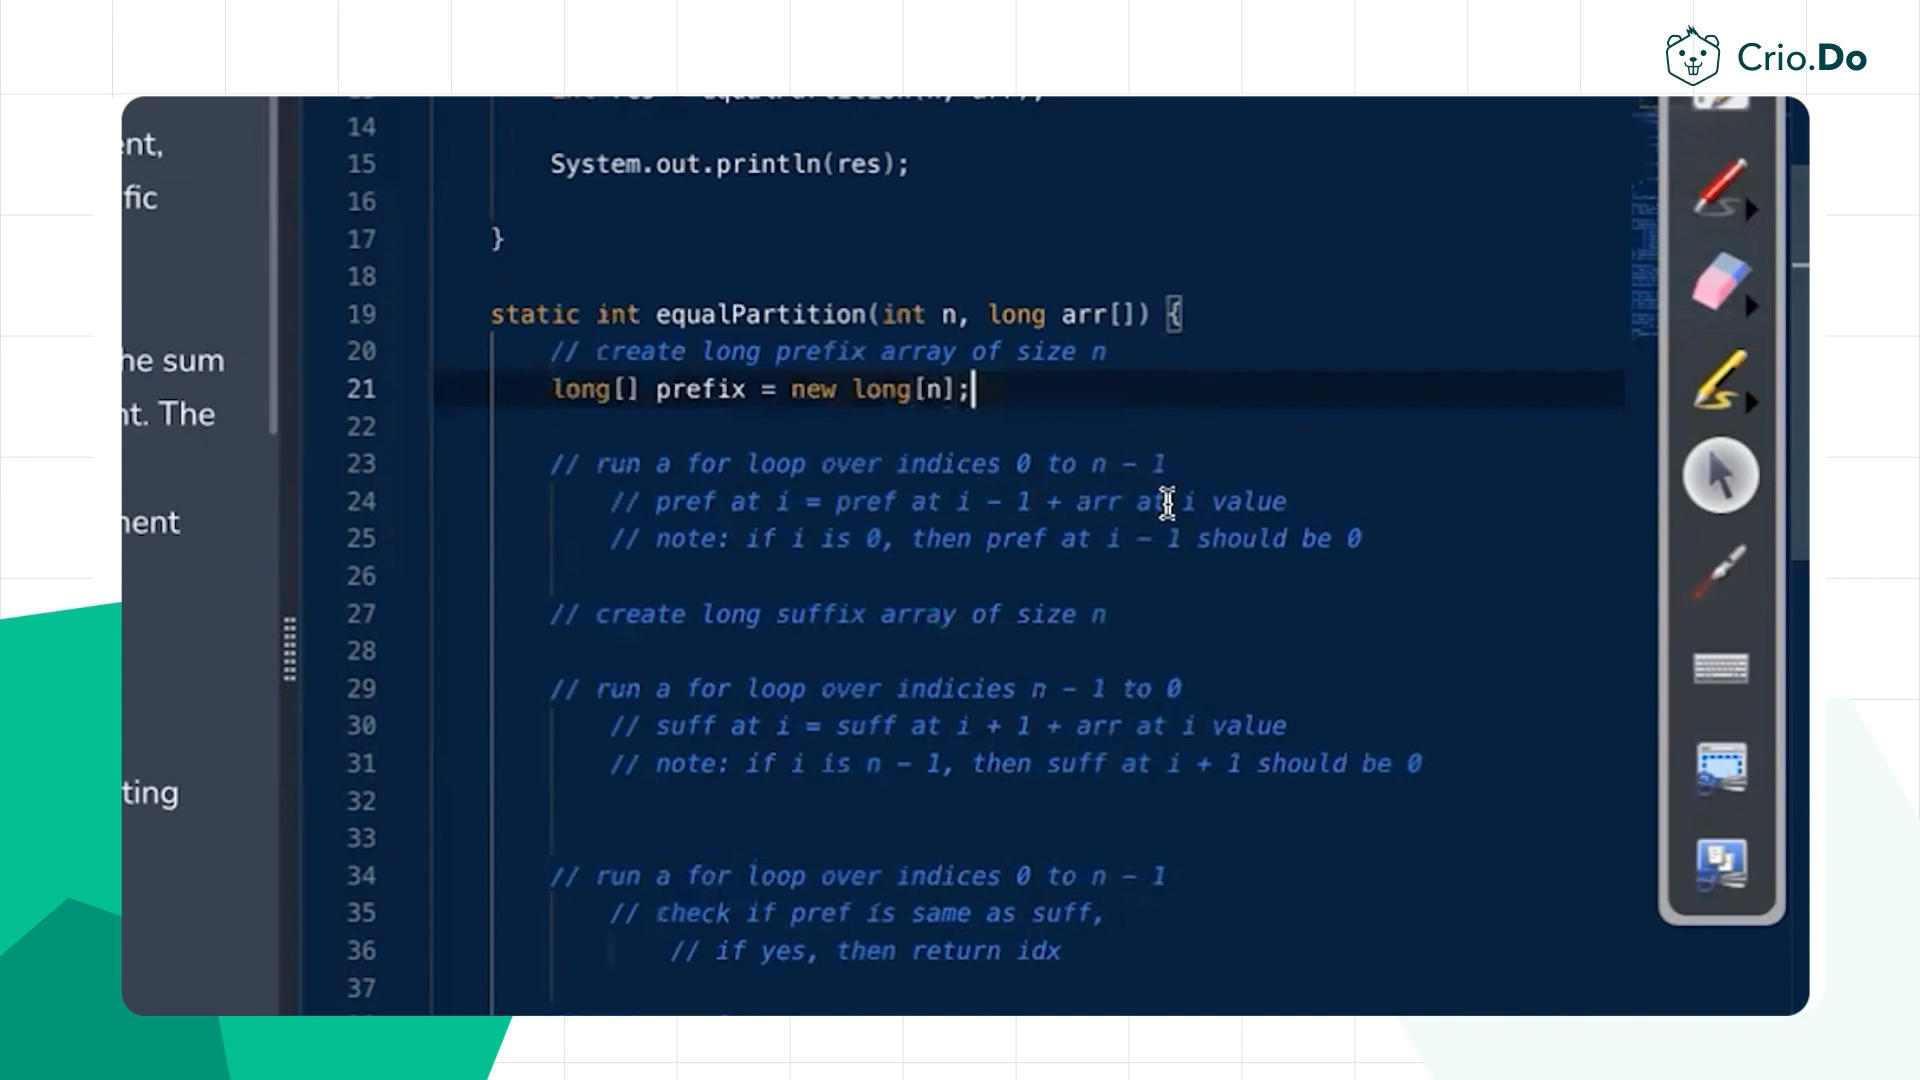 Crio.Do
ent,
fic
he sum
nt. The
ment
ting
14
15 System.out.println(res);
16
17 }
18
19 static int equalPartition(int n, long arr[]) {
20 // create long prefix array of size n
21 long[] prefix = new long[n];
22
23 // run a for loop over indices 0 to n - 1
24 // pref at i = pref at i - 1 + arr at i value
25 // note: if i is 0, then pref at i - 1 should be 0
26
27 // create long suffix array of size n
28
29 // run a for loop over indicies n - 1 to 0
30 // suff at i = suff at i + 1 + arr at i value
31 // note: if i is n - 1, then suff at i + 1 should be 0
32
33
34 // run a for loop over indices 0 to n - 1
35 // check if pref is same as suff,
36 // if yes, then return idx
37